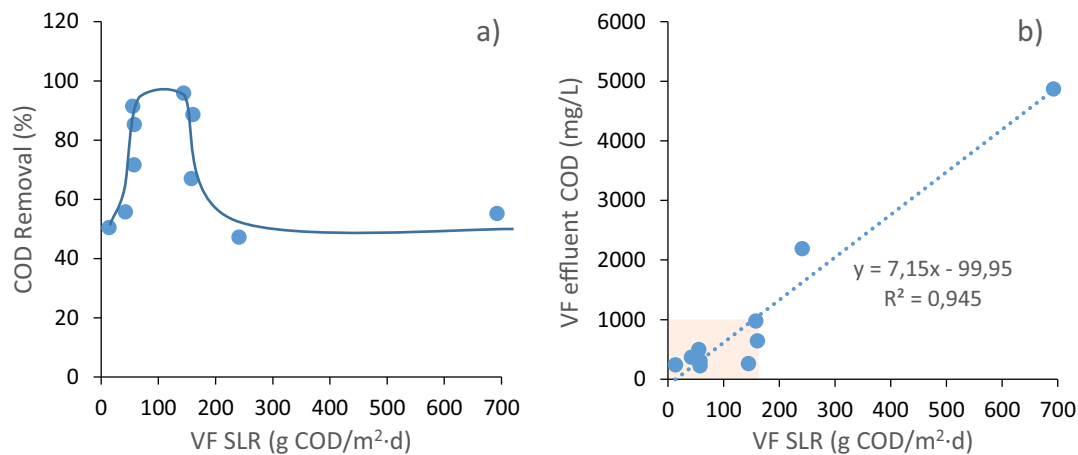 a)
COD Removal (%)
120
100
80
60
40
20
0
0 100 200 300 400 500 600 700
VF SLR (g COD/m²·d)
b)
VF effluent COD (mg/L)
6000
5000
4000
3000
2000
1000
0
y = 7,15x - 99,95
R² = 0,945
0 100 200 300 400 500 600 700
VF SLR (g COD/m²·d)